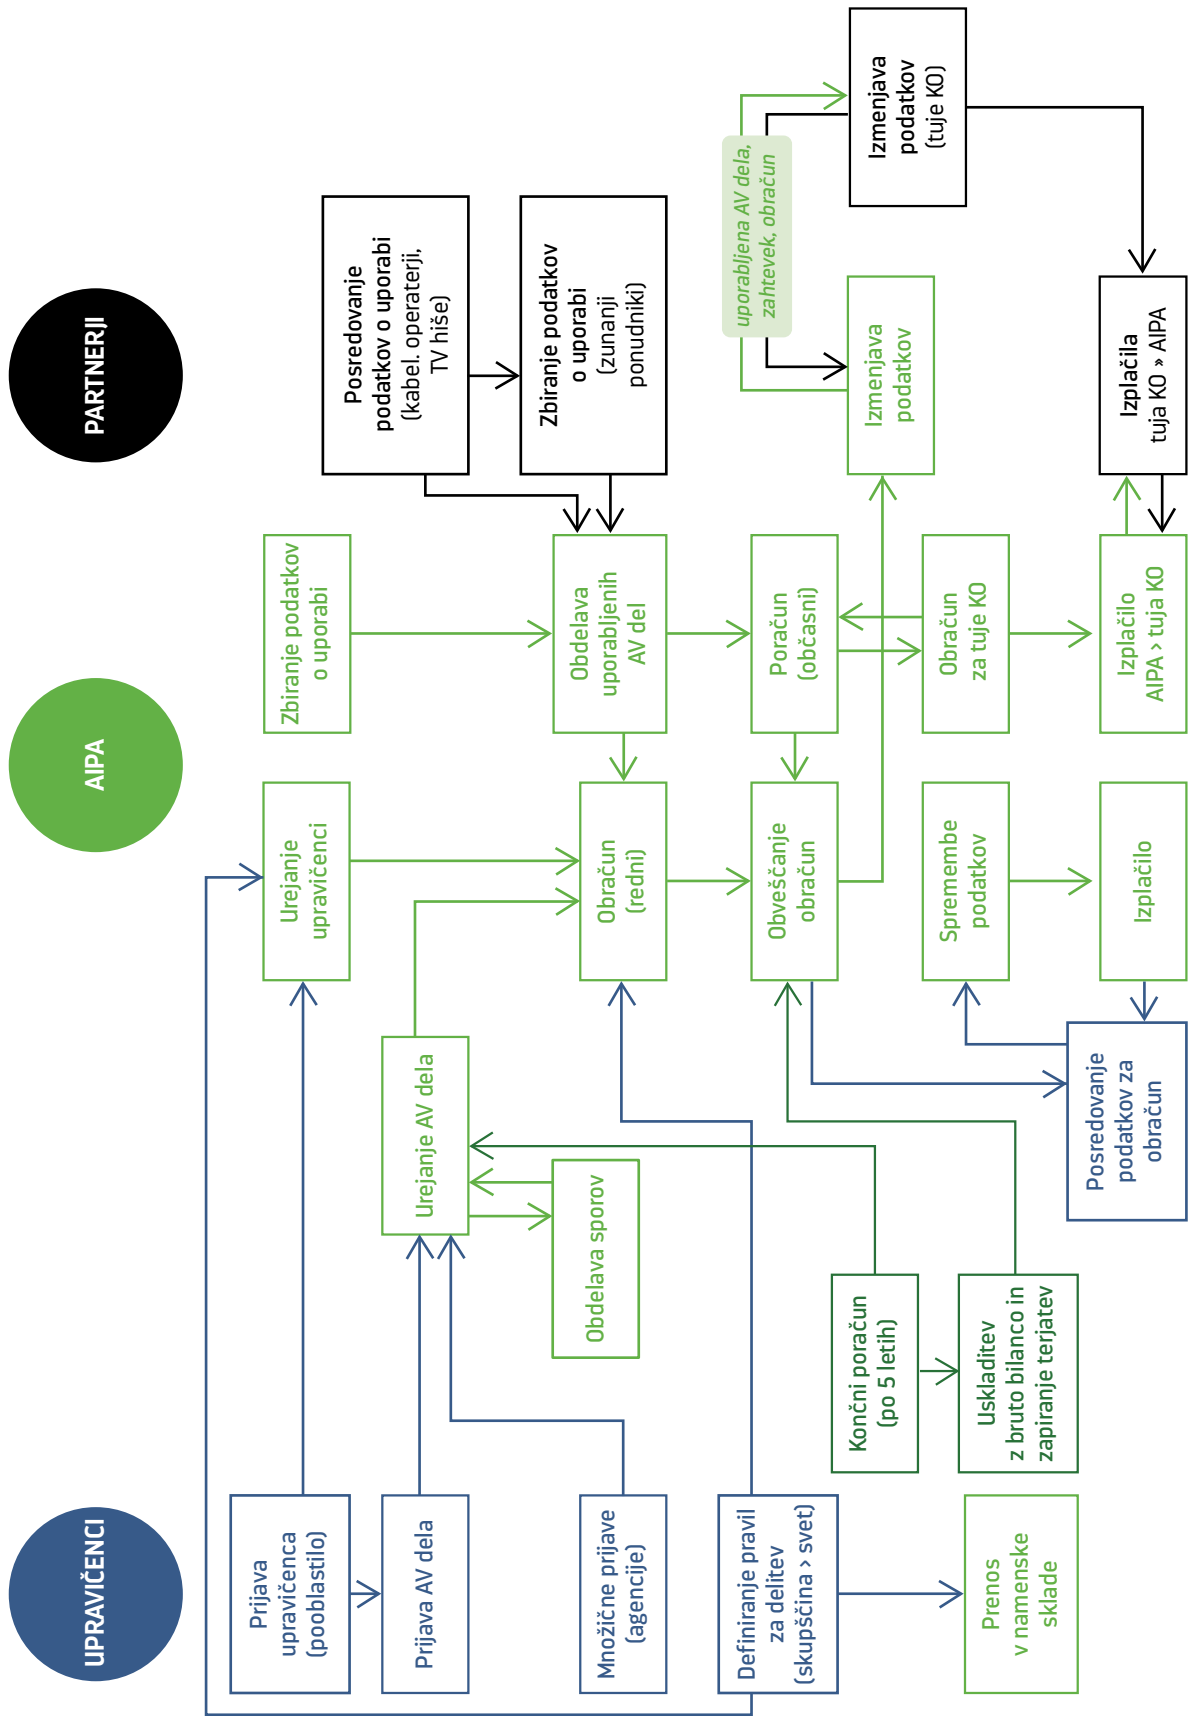 UPRAVIČENCI
AIPA
PARTNERJI
Prijava
upravičenca
(pooblastilo)
Urejanje
upravičenci
Zbiranje podatkov
o uporabi
Posredovanje
podatkov o uporabi
(kabel. operaterji,
TV hiše)
Prijava AV dela
Urejanje AV dela
Zbiranje podatkov
o uporabi
(zunanji
ponudniki)
Množične prijave
(agencije)
Obdelava sporov
Obračun
(redni)
Obdelava
uporabljenih
AV del
Definiranje pravil
za delitev
(skupščina > svet)
Obveščanje
obračun
Poračun
(občasni)
uporabljena AV dela,
zahtevek, obračun
Končni poračun
(po 5 letih)
Izmenjava
podatkov
Izmenjava
podatkov
(tuje KO)
Prenos
v namenske
sklade
Uskladitev
z bruto bilanco in
zapiranje terjatev
Spremembe
podatkov
Obračun
za tuje KO
Posredovanje
podatkov za
obračun
Izplačilo
Izplačilo
AIPA > tuja KO
Izplačila
tuja KO » AIPA